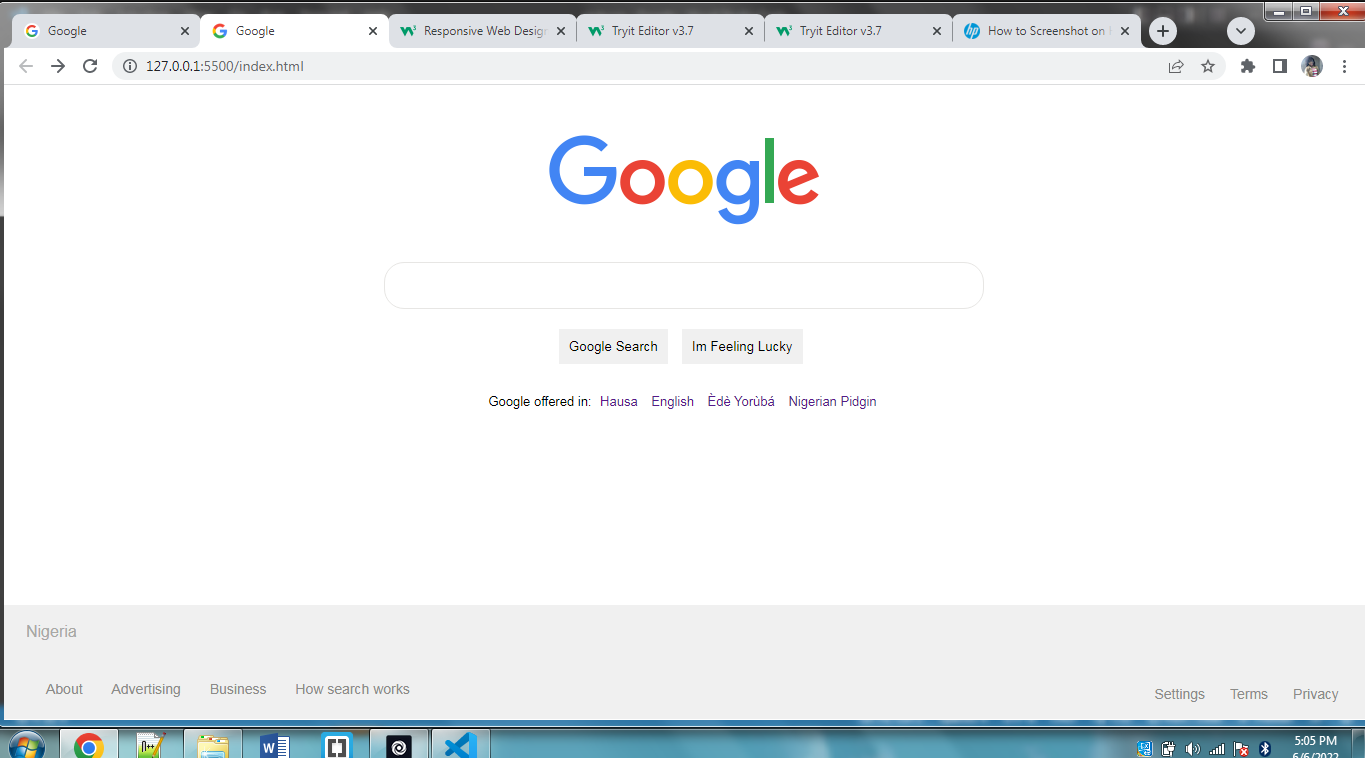 Google
Google
Responsive Web Design
Tryit Editor v3.7
Tryit Editor v3.7
How to Screenshot on
127.0.0.1:5500/index.html
Google
Google Search
Im Feeling Lucky
Google offered in: Hausa English Èdè Yorùbá Nigerian Pidgin
Nigeria
About Advertising Business How search works
Settings Terms Privacy
5:05 PM
6/6/2022